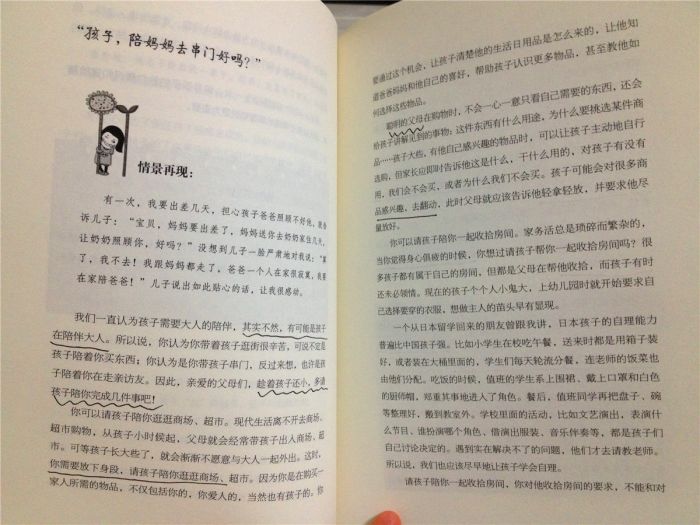 “孩子，陪妈妈去串门好吗？”
情景再现：
有一次，我要出差几天，担心孩子爸爸照顾不好他，就告
诉儿子：“宝贝，妈妈要出差了，妈妈送你去奶奶家住几天，
让奶奶照顾你，好吗？”没想到儿子一脸严肃地对我说：“算
了，我不去！我跟妈妈都走了，爸爸一个人在家很寂寞，我要
在家陪爸爸！”儿子说出如此贴心的话，让我很感动。
我们一直认为孩子需要大人的陪伴，其实不然，有可能是孩子
在陪伴大人。所以说，你认为你带着孩子逛街很辛苦，可说不定是
孩子陪着你买东西；你认为是你带孩子串门，反过来想，也许是孩
子陪着你在走亲访友。因此，亲爱的父母们，趁着孩子还小，多请
孩子陪你完成几件事吧！
你可以请孩子陪你逛逛商场、超市。现代生活离不开去商场、
超市购物，从孩子小时候起，父母就会经常带孩子出入商场、超
市。可等孩子长大些了，就会渐渐不愿意与大人一起外出。这时，
你需要放下身段，请孩子陪你逛逛商场、超市。因为你是在购买一
家人所需的物品，不仅包括你的，你爱人的，当然也有孩子的。你
要通过这个机会，让孩子清楚他的生活日用品是怎么来的，让他知
道爸爸妈妈和他自己的喜好，帮助孩子认识更多物品，甚至教他如
何选择这些物品。
聪明的父母在购物时，不会一心一意只看自己需要的东西，还会
给孩子讲解见到的事物：这件东西有什么用途，为什么要挑选某件商
品……孩子大些，有他自己感兴趣的物品时，可以让孩子主动地自行
选购，但家长应即时告诉他这是什么，干什么用的，对孩子有没有
用，我们会不会买，或者为什么我们不会买。孩子可能会对很多商
品感兴趣、去翻动，此时父母就应该告诉他轻拿轻放，并要求他尽
量放好。
你可以请孩子陪你一起收拾房间。家务活总是琐碎而繁杂的，
当你觉得身心俱疲的时候，你想过请孩子帮你一起收拾房间吗？很
多孩子都有属于自己的房间，但都是父母在帮他收拾，而孩子有时
还未必领情。现在的孩子个个人小鬼大，上幼儿园时就开始要求自
己选择要穿的衣服，想做主人的苗头早有显现。
一个从日本留学回来的朋友曾跟我讲，日本孩子的自理能力
普遍比中国孩子强。比如小学生在校吃午餐，送来时都是用箱子装
好，或者装在大桶里面的，学生们每天轮流分餐，连老师的饭菜也
由他们分配。吃饭的时候，值班的学生系上围裙、戴上口罩和白色
的厨师帽，郑重其事地进入了角色。餐后，值班同学再把盘子、碗
等整理好，搬到教室外。学校里面的活动，比如文艺演出，表演什
么节目、谁扮演哪个角色、借演出服装、音乐伴奏等，都是孩子们
自己讨论决定的。遇到实在解决不了的问题，他们才去请教老师。
所以说，我们也应该尽早地让孩子学会自理。
请孩子陪你一起收拾房间，你对他收拾房间的要求，不能和对